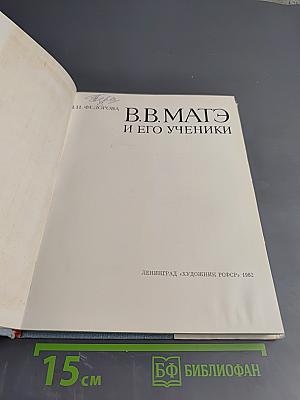 И. ФЕДОРОВА
В.В.МАТЭ
И ЕГО УЧЕНИКИ
ЛЕНИНГРАД «ХУДОЖНИК РСФСР» 1982
15 см
БФ БИБЛИОФАН